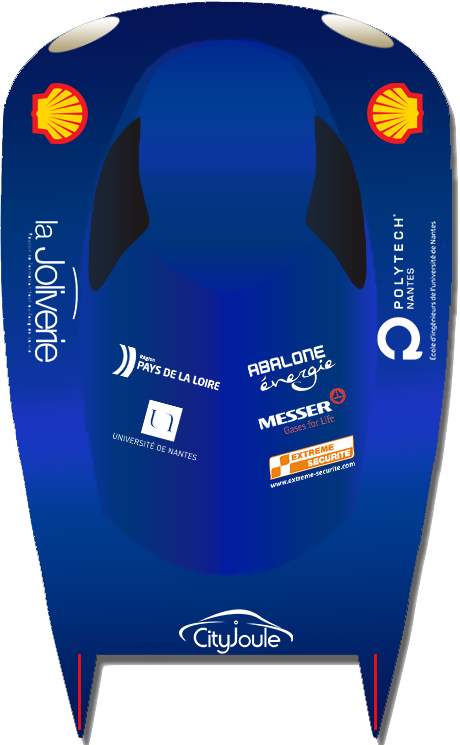 la Joliverie
POLYTECH'
NANTES
École d'ingénieurs de l'université de Nantes
Région
PAYS DE LA LOIRE
UNIVERSITÉ DE NANTES
ABALONE
énergie
MESSER
Gases for Life
EXTREME
SECURITE
www.extreme-securite.com
CityJoule